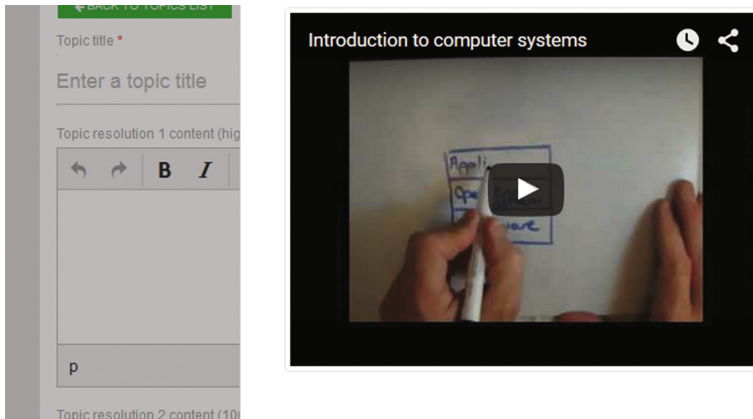 BACK TO TOPICS LIST
Topic title *
Enter a topic title
Topic resolution 1 content (hig
B I
p
Topic resolution 2 content (10
Introduction to computer systems
Appli
Ope